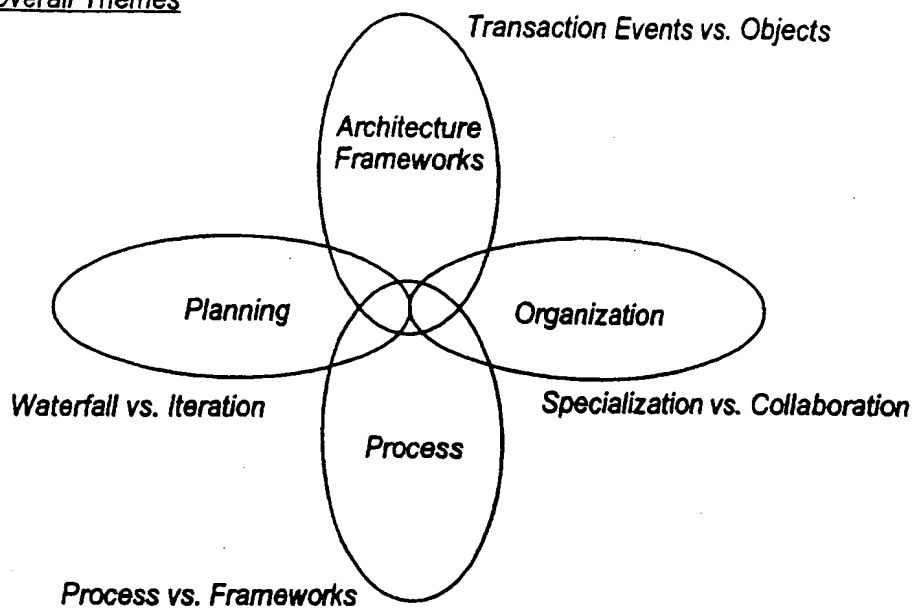 Overall Themes
Transaction Events vs. Objects
Architecture
Frameworks
Planning
Organization
Waterfall vs. Iteration
Specialization vs. Collaboration
Process
Process vs. Frameworks